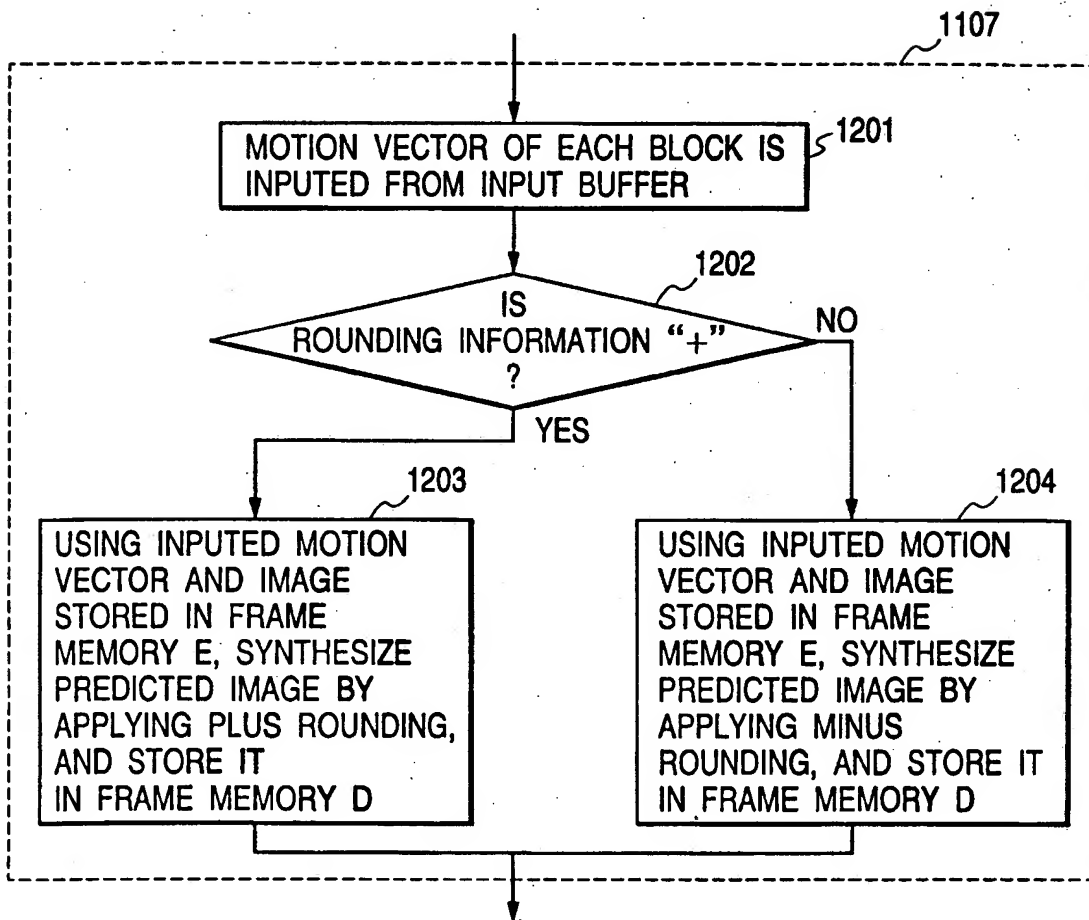 1107
MOTION VECTOR OF EACH BLOCK IS
INPUTED FROM INPUT BUFFER
1201
1202
IS
ROUNDING INFORMATION “+”
?
NO
YES
1203
USING INPUTED MOTION
VECTOR AND IMAGE
STORED IN FRAME
MEMORY E, SYNTHESIZE
PREDICTED IMAGE BY
APPLYING PLUS ROUNDING,
AND STORE IT
IN FRAME MEMORY D
1204
USING INPUTED MOTION
VECTOR AND IMAGE
STORED IN FRAME
MEMORY E, SYNTHESIZE
PREDICTED IMAGE BY
APPLYING MINUS
ROUNDING, AND STORE IT
IN FRAME MEMORY D